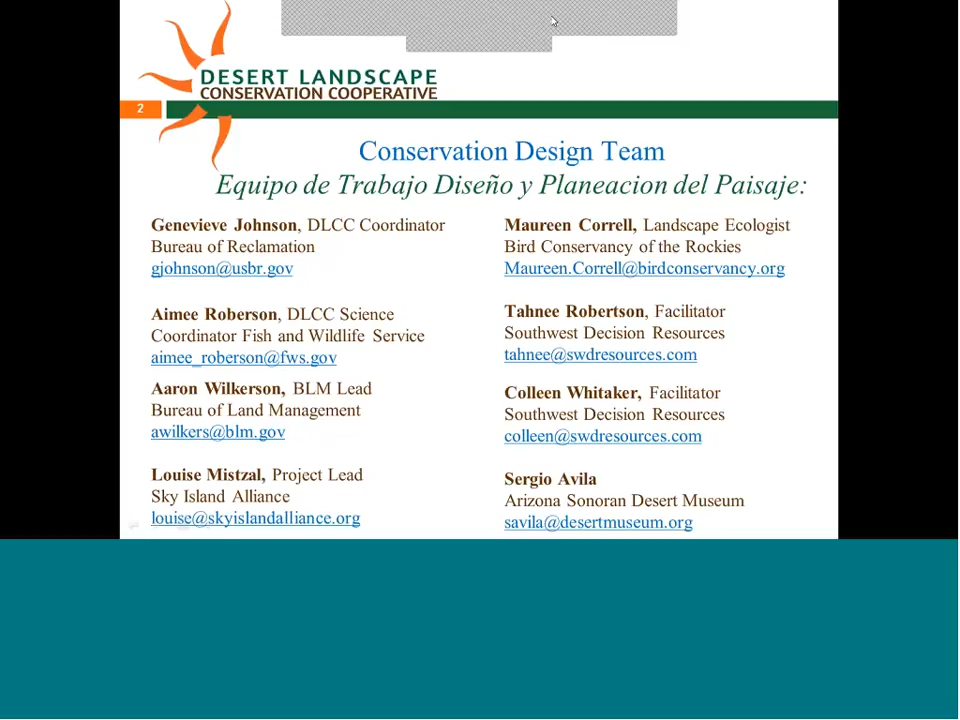 DESERT LANDSCAPE
CONSERVATION COOPERATIVE
2
Conservation Design Team
Equipo de Trabajo Diseño y Planeacion del Paisaje:
Genevieve Johnson, DLCC Coordinator
Bureau of Reclamation
gjohnson@usbr.gov
Aimee Roberson, DLCC Science
Coordinator Fish and Wildlife Service
aimee_roberson@fws.gov
Aaron Wilkerson, BLM Lead
Bureau of Land Management
awilkers@blm.gov
Louise Mistzal, Project Lead
Sky Island Alliance
louise@skyislandalliance.org
Maureen Correll, Landscape Ecologist
Bird Conservancy of the Rockies
Maureen.Correll@birdconservancy.org
Tahnee Robertson, Facilitator
Southwest Decision Resources
tahnee@swdresources.com
Colleen Whitaker, Facilitator
Southwest Decision Resources
colleen@swdresources.com
Sergio Avila
Arizona Sonoran Desert Museum
savila@desertmuseum.org